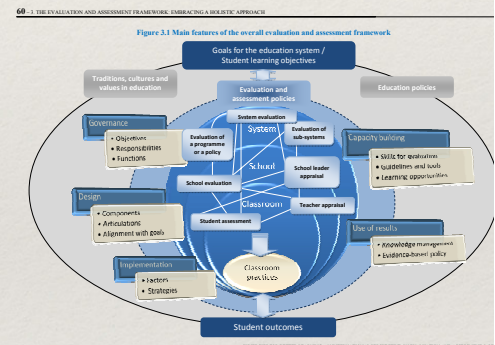 60 – 3. THE EVALUATION AND ASSESSMENT FRAMEWORK: EMBRACING A HOLISTIC APPROACH
Figure 3.1 Main features of the overall evaluation and assessment framework
Goals for the education system /
Student learning objectives
Traditions, cultures and
values in education
Education policies
Evaluation and
assessment policies
System evaluation
Governance
• Objectives
• Responsibilities
• Functions
Evaluation of
a programme
or a policy
System
Evaluation of
sub-systems
Capacity building
• Skills for evaluation
• Guidelines and tools
• Learning opportunities
School
School leader
appraisal
School evaluation
Design
• Components
• Articulations
• Alignment with goals
Classroom
Teacher appraisal
Student assessment
Use of results
• Knowledge management
• Evidence-based policy
Implementation
• Factors
• Strategies
Classroom
practices
Student outcomes